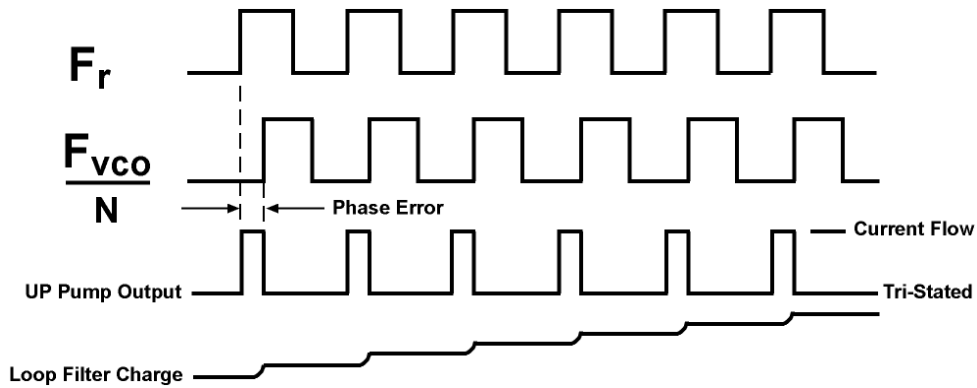 Fr
Fvco
N
Phase Error
Current Flow
UP Pump Output
Tri-Stated
Loop Filter Charge